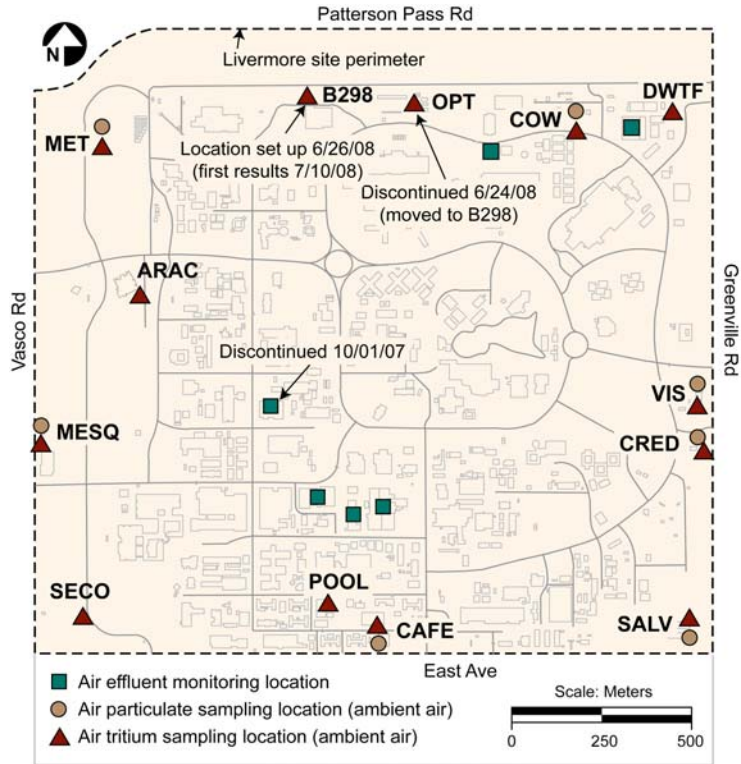 Patterson Pass Rd
N
Livermore site perimeter
B298
OPT
DWTF
COW
MET
Location set up 6/26/08
(first results 7/10/08)
Discontinued 6/24/08
(moved to B298)
ARAC
Vasco Rd
Greenville Rd
Discontinued 10/01/07
VIS
MESQ
CRED
SECO
POOL
CAFE
SALV
East Ave
Air effluent monitoring location
Air particulate sampling location (ambient air)
Air tritium sampling location (ambient air)
Scale: Meters
0 250 500